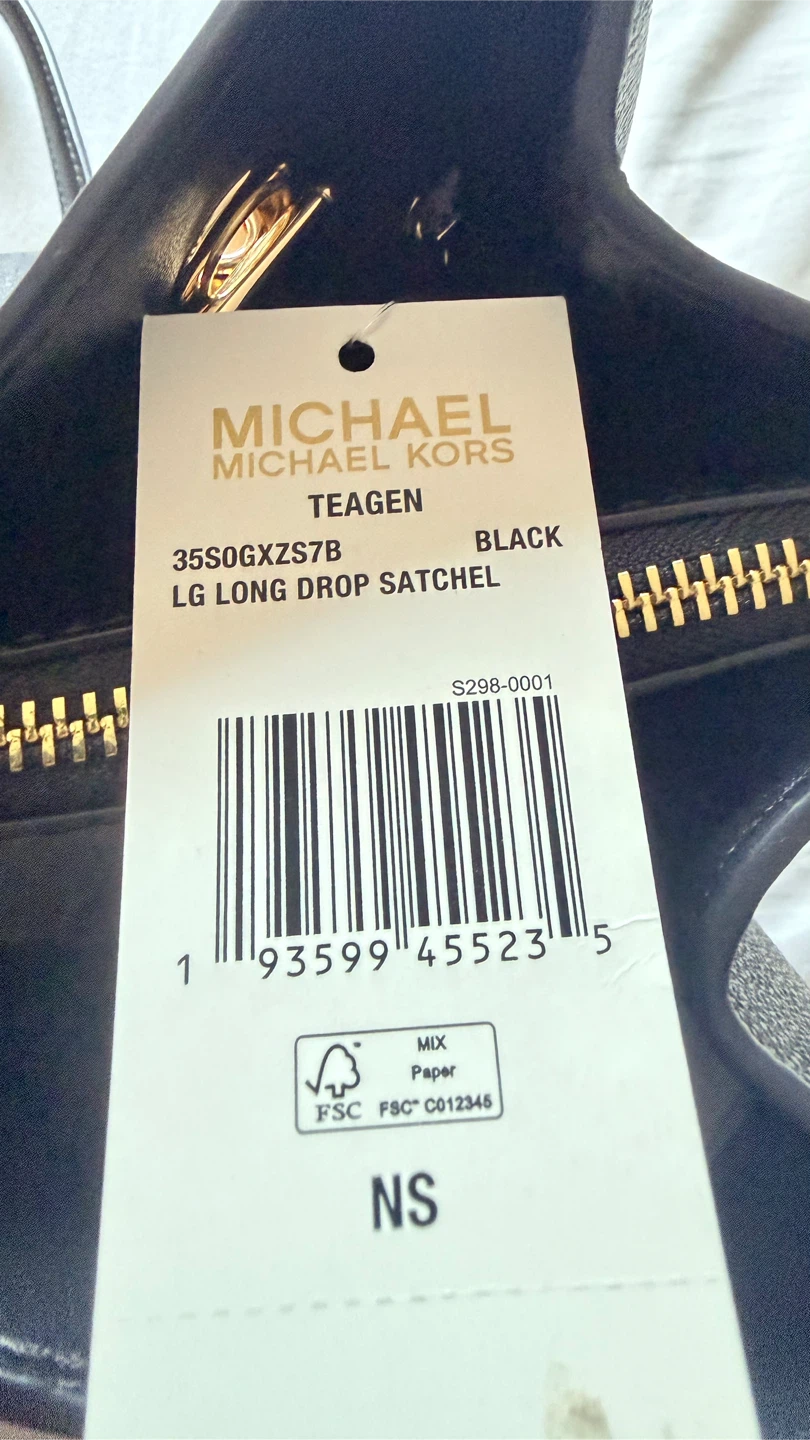 MICHAEL
MICHAEL KORS
TEAGEN
35S0GXZS7B BLACK
LG LONG DROP SATCHEL
S298-0001
1 93599 45523 5
MIX
Paper
FSC™ C012345
FSC
NS